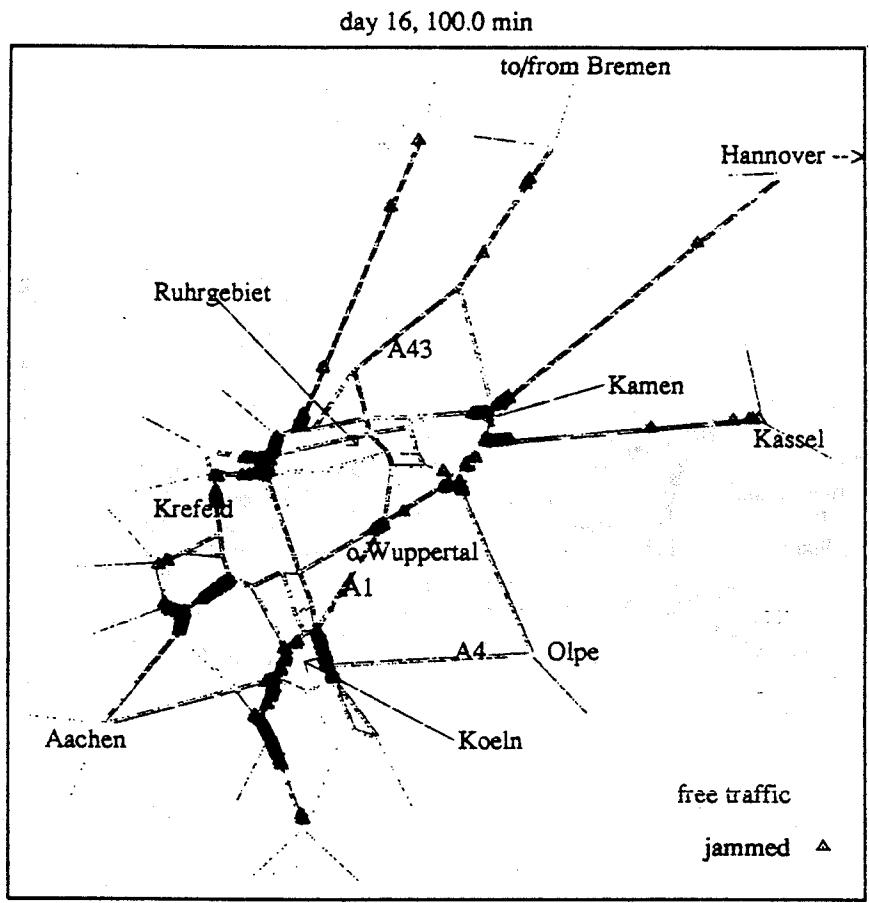 day 16, 100.0 min
to/from Bremen
Hannover -->
Ruhrgebiet
A43
Kamen
Kassel
Krefeld
o Wuppertal
A1
A4
Olpe
Aachen
Koeln
free traffic
jammed